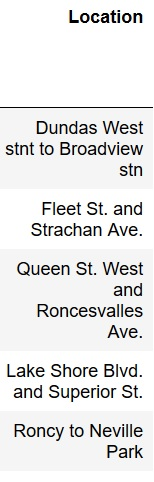 Location
Dundas West
stnt to Broadview
stn
Fleet St. and
Strachan Ave.
Queen St. West
and
Roncesvalles
Ave.
Lake Shore Blvd.
and Superior St.
Roncy to Neville
Park